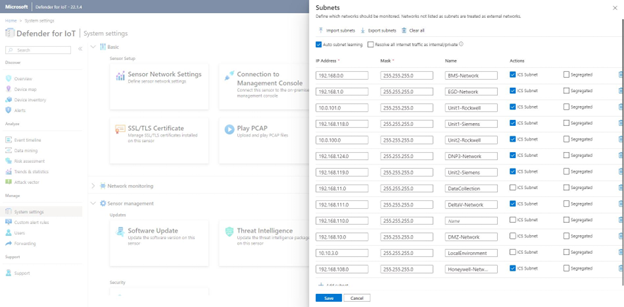 Microsoft Defender for IoT
Home > System settings
Defender for IoT | System settings
Search
Discover
Overview
Device map
Device inventory
Alerts
Analyze
Event timeline
Data mining
Risk assessment
Trends & statistics
Attack vector
Manage
System settings
Custom alert rules
Users
Forwarding
Support
Support
Basic
Sensor Setup
Sensor Network Settings
Define sensor network settings
Connection to Management Console
Connect this sensor to the on-premises management console
SSL/TLS Certificate
Manage SSL/TLS certificates installed on this sensor
Play PCAP
Upload and play PCAP files
Network monitoring
Sensor management
Updates
Software Update
Update the software version on this sensor
Threat Intelligence
Update the threat intelligence package on this sensor
Security
Subnets
Define which networks should be monitored. Networks not listed as subnets are treated as external networks.
Import subnets Export subnets Clear all
Auto subnet learning Resolve all internet traffic as internal/private
IP Address * Mask * Name Actions
192.168.0.0 255.255.255.0 BMS-Network ICS Subnet Segregated
192.168.1.0 255.255.255.0 EGD-Network ICS Subnet Segregated
10.0.101.0 255.255.255.0 Unit1-Rockwell ICS Subnet Segregated
192.168.118.0 255.255.255.0 Unit1-Siemens ICS Subnet Segregated
10.0.100.0 255.255.255.0 Unit2-Rockwell ICS Subnet Segregated
192.168.124.0 255.255.255.0 DNP3-Network ICS Subnet Segregated
192.168.119.0 255.255.255.0 Unit2-Siemens ICS Subnet Segregated
192.168.11.0 255.255.255.0 DataCollection ICS Subnet Segregated
192.168.111.0 255.255.255.0 DeltaV-Network ICS Subnet Segregated
192.168.110.0 255.255.255.0 Name ICS Subnet Segregated
192.168.10.0 255.255.255.0 DMZ-Network ICS Subnet Segregated
10.10.3.0 255.255.255.0 LocalEnvironment ICS Subnet Segregated
192.168.108.0 255.255.255.0 Honeywell-Netw... ICS Subnet Segregated
Save Cancel